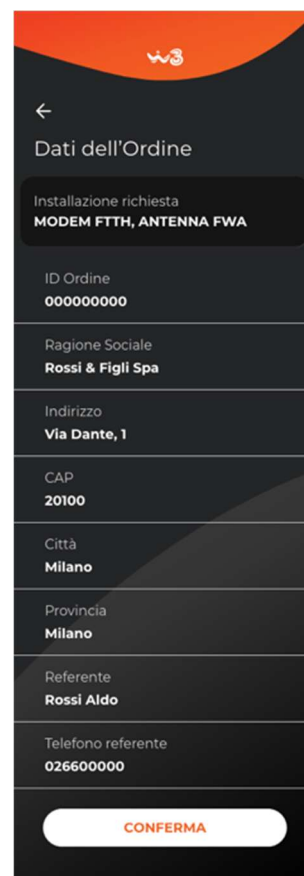 W3
Dati dell'Ordine
Installazione richiesta
MODEM FTTH, ANTENNA FWA
ID Ordine
000000000
Ragione Sociale
Rossi & Figli Spa
Indirizzo
Via Dante, 1
CAP
20100
Città
Milano
Provincia
Milano
Referente
Rossi Aldo
Telefono referente
026600000
CONFERMA